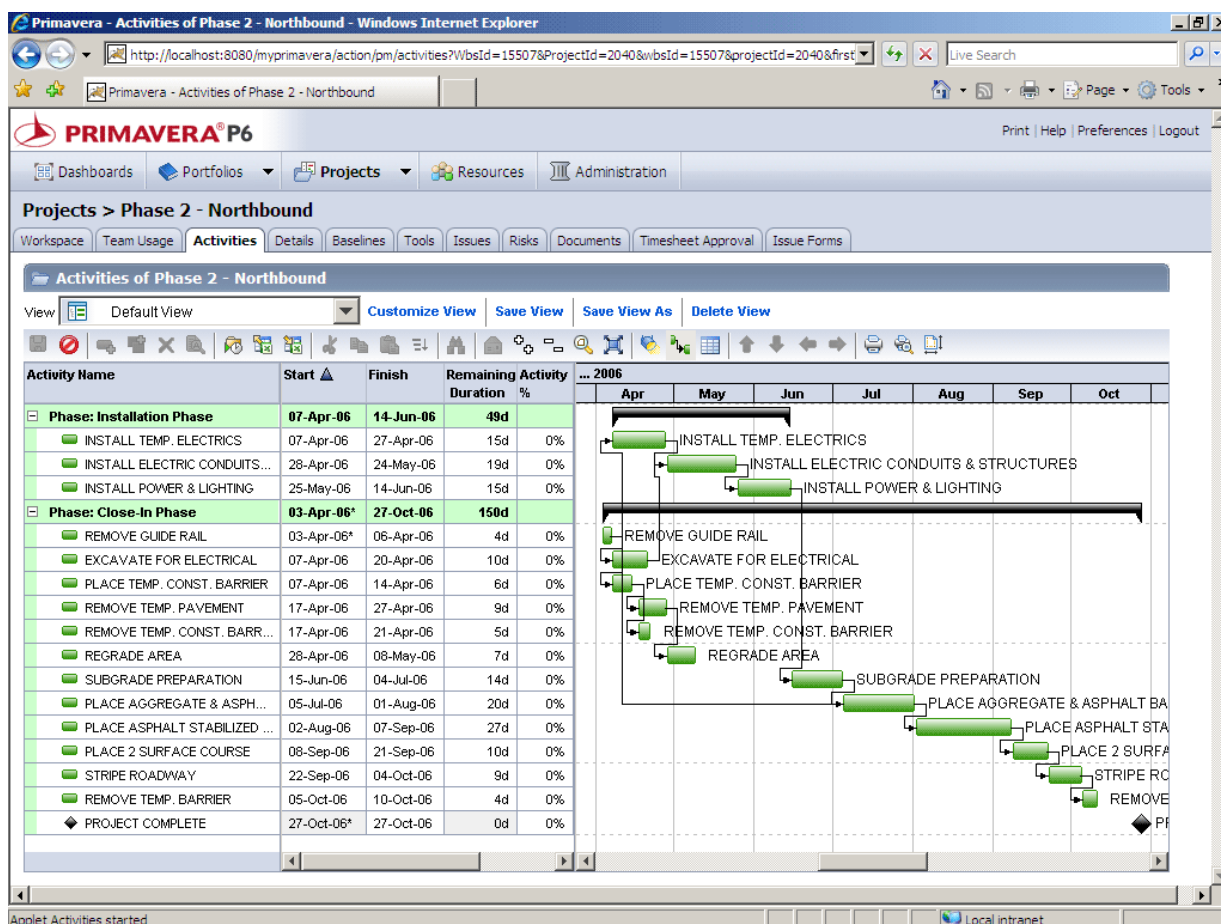 Primavera - Activities of Phase 2 - Northbound - Windows Internet Explorer
http://localhost:8080/myprimavera/action/pm/activities?WbsId=15507&ProjectId=2040&wbsId=15507&projectId=2040&first
Live Search
Primavera - Activities of Phase 2 - Northbound
Page
Tools
PRIMAVERA® P6
Print | Help | Preferences | Logout
Dashboards Portfolios Projects Resources Administration
Projects > Phase 2 - Northbound
Workspace Team Usage Activities Details Baselines Tools Issues Risks Documents Timesheet Approval Issue Forms
Activities of Phase 2 - Northbound
View Default View Customize View Save View Save View As Delete View
Activity Name Start Finish Remaining Duration Activity %
... 2006
Apr May Jun Jul Aug Sep Oct
Phase: Installation Phase 07-Apr-06 14-Jun-06 49d
INSTALL TEMP. ELECTRICS 07-Apr-06 27-Apr-06 15d 0% INSTALL TEMP. ELECTRICS
INSTALL ELECTRIC CONDUITS... 28-Apr-06 24-May-06 19d 0% INSTALL ELECTRIC CONDUITS & STRUCTURES
INSTALL POWER & LIGHTING 25-May-06 14-Jun-06 15d 0% INSTALL POWER & LIGHTING
Phase: Close-In Phase 03-Apr-06* 27-Oct-06 150d
REMOVE GUIDE RAIL 03-Apr-06* 06-Apr-06 4d 0% REMOVE GUIDE RAIL
EXCAVATE FOR ELECTRICAL 07-Apr-06 20-Apr-06 10d 0% EXCAVATE FOR ELECTRICAL
PLACE TEMP. CONST. BARRIER 07-Apr-06 14-Apr-06 6d 0% PLACE TEMP. CONST. BARRIER
REMOVE TEMP. PAVEMENT 17-Apr-06 27-Apr-06 9d 0% REMOVE TEMP. PAVEMENT
REMOVE TEMP. CONST. BARR... 17-Apr-06 21-Apr-06 5d 0% REMOVE TEMP. CONST. BARRIER
REGRADE AREA 28-Apr-06 08-May-06 7d 0% REGRADE AREA
SUBGRADE PREPARATION 15-Jun-06 04-Jul-06 14d 0% SUBGRADE PREPARATION
PLACE AGGREGATE & ASPH... 05-Jul-06 01-Aug-06 20d 0% PLACE AGGREGATE & ASPHALT BA
PLACE ASPHALT STABILIZED ... 02-Aug-06 07-Sep-06 27d 0% PLACE ASPHALT STA
PLACE 2 SURFACE COURSE 08-Sep-06 21-Sep-06 10d 0% PLACE 2 SURFA
STRIPE ROADWAY 22-Sep-06 04-Oct-06 9d 0% STRIPE RO
REMOVE TEMP. BARRIER 05-Oct-06 10-Oct-06 4d 0% REMOVE
PROJECT COMPLETE 27-Oct-06* 27-Oct-06 0d 0% PR
Applet Activities started
Local intranet